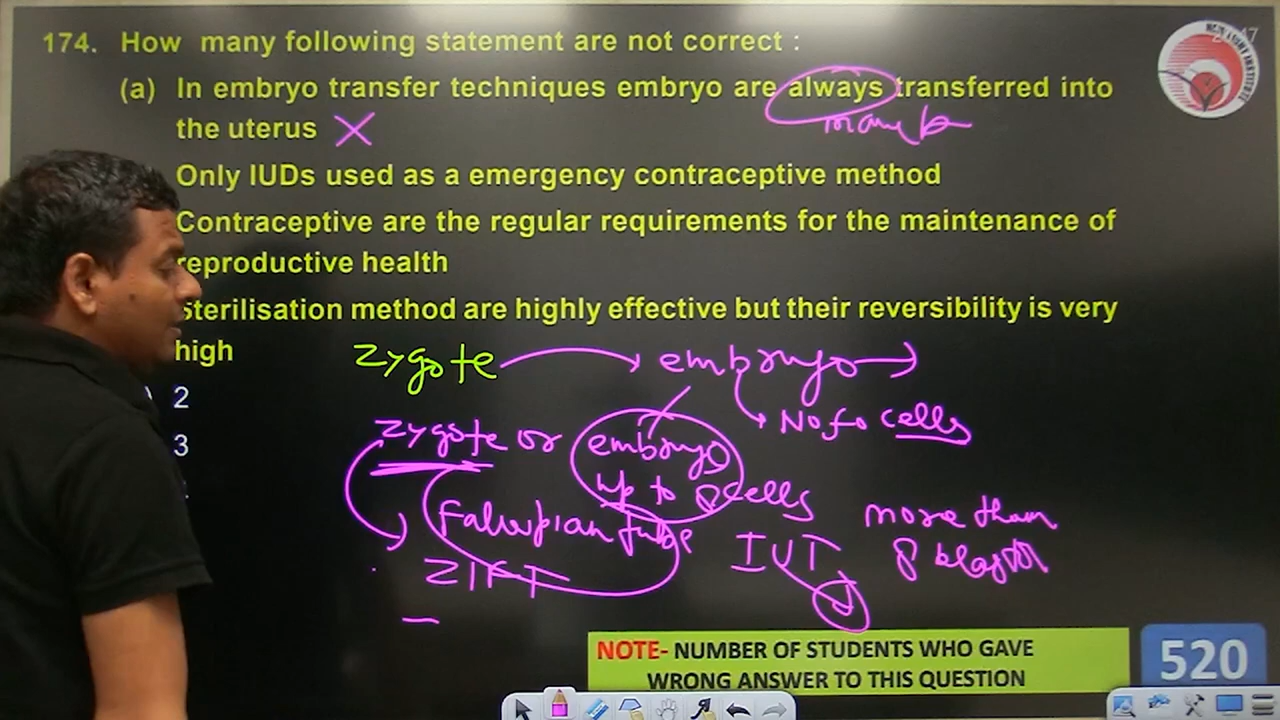 174. How many following statement are not correct :
(a) In embryo transfer techniques embryo are always transferred into
the uterus X
may be
Only IUDs used as a emergency contraceptive method
Contraceptive are the regular requirements for the maintenance of
reproductive health
Sterilisation method are highly effective but their reversibility is very
high
zygote embryo
2
No. fo cells
zygote or embryo
3
up to 8 cells
Fallopian tube
IUT
more than
8
ZIFT
NOTE- NUMBER OF STUDENTS WHO GAVE
WRONG ANSWER TO THIS QUESTION
520